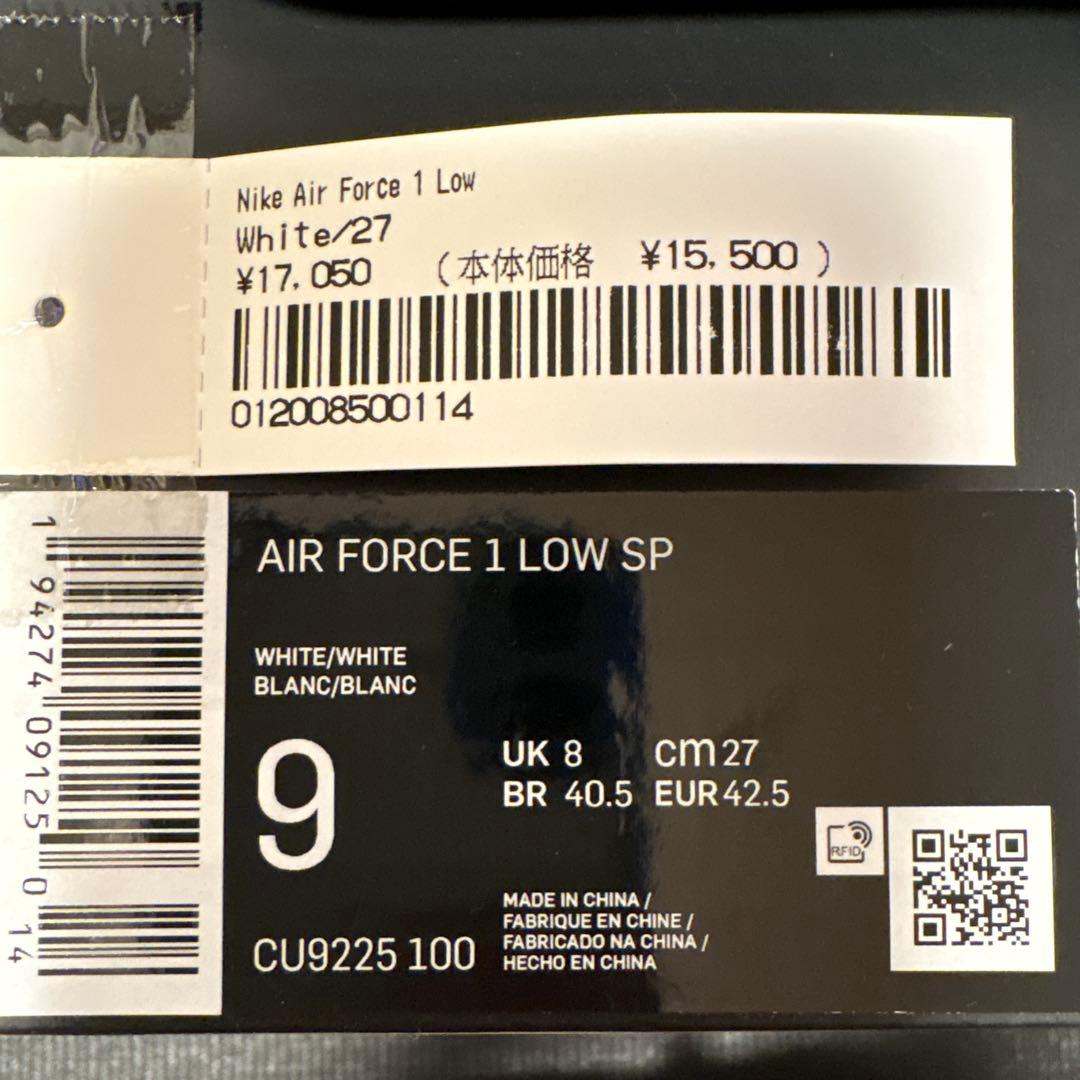 Nike Air Force 1 Low
White/27
¥17,050 (本体価格 ¥15,500)
012008500114
AIR FORCE 1 LOW SP
WHITE/WHITE
BLANC/BLANC
9
UK 8 cm 27
BR 40.5 EUR 42.5
RFID
MADE IN CHINA /
FABRIQUE EN CHINE /
FABRICADO NA CHINA /
HECHO EN CHINA
CU9225 100
1 94274 09125 0 14